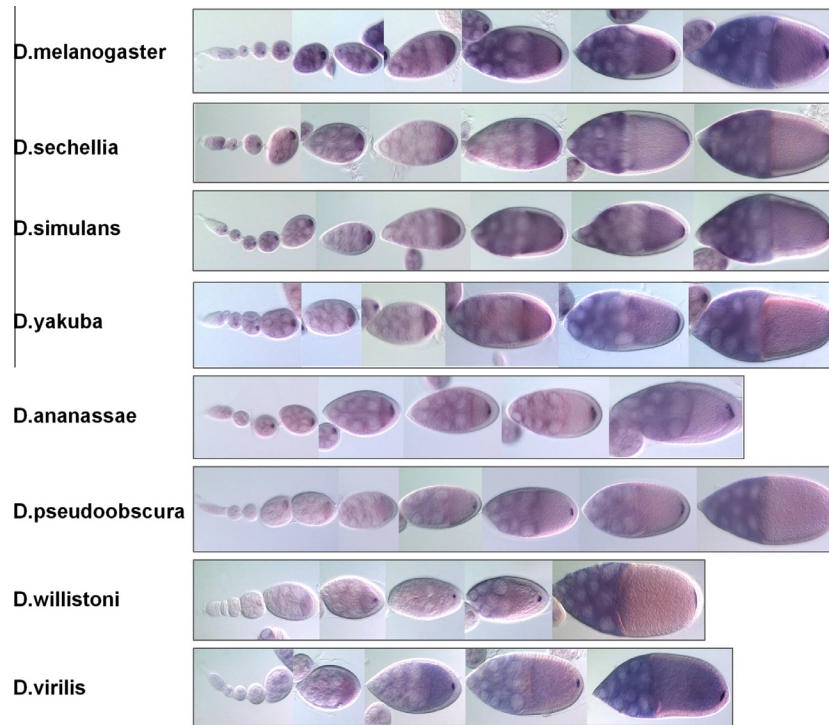 D.melanogaster
D.sechellia
D.simulans
D.yakuba
D.ananassae
D.pseudoobscura
D.willistoni
D.virilis